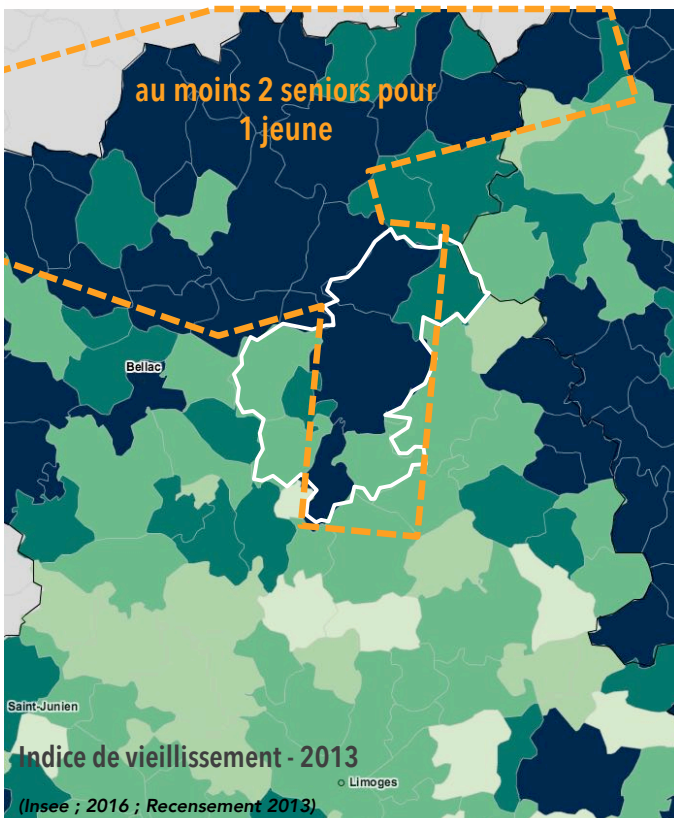 au moins 2 seniors pour
1 jeune
Bellac
Saint-Junien
Indice de vieillissement - 2013
Limoges
(Insee ; 2016 ; Recensement 2013)